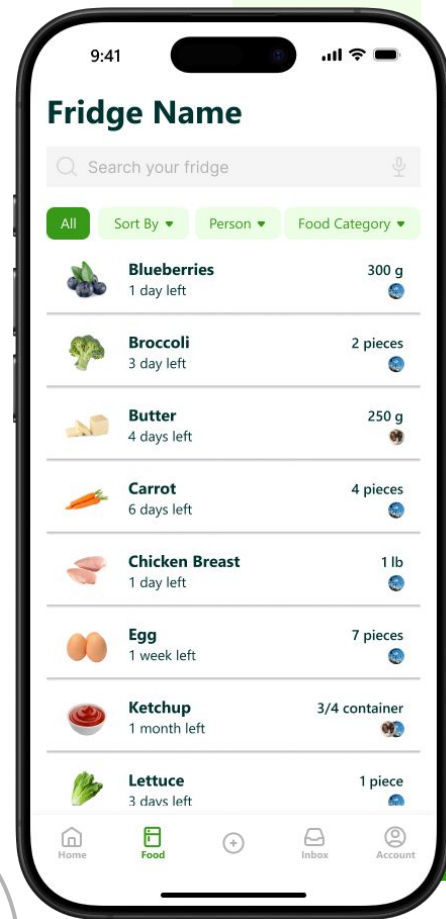 9:41
Fridge Name
Search your fridge
All Sort By Person Food Category
Blueberries 300 g
1 day left
Broccoli 2 pieces
3 day left
Butter 250 g
4 days left
Carrot 4 pieces
6 days left
Chicken Breast 1 lb
1 day left
Egg 7 pieces
1 week left
Ketchup 3/4 container
1 month left
Lettuce 1 piece
3 days left
Home Food Inbox Account